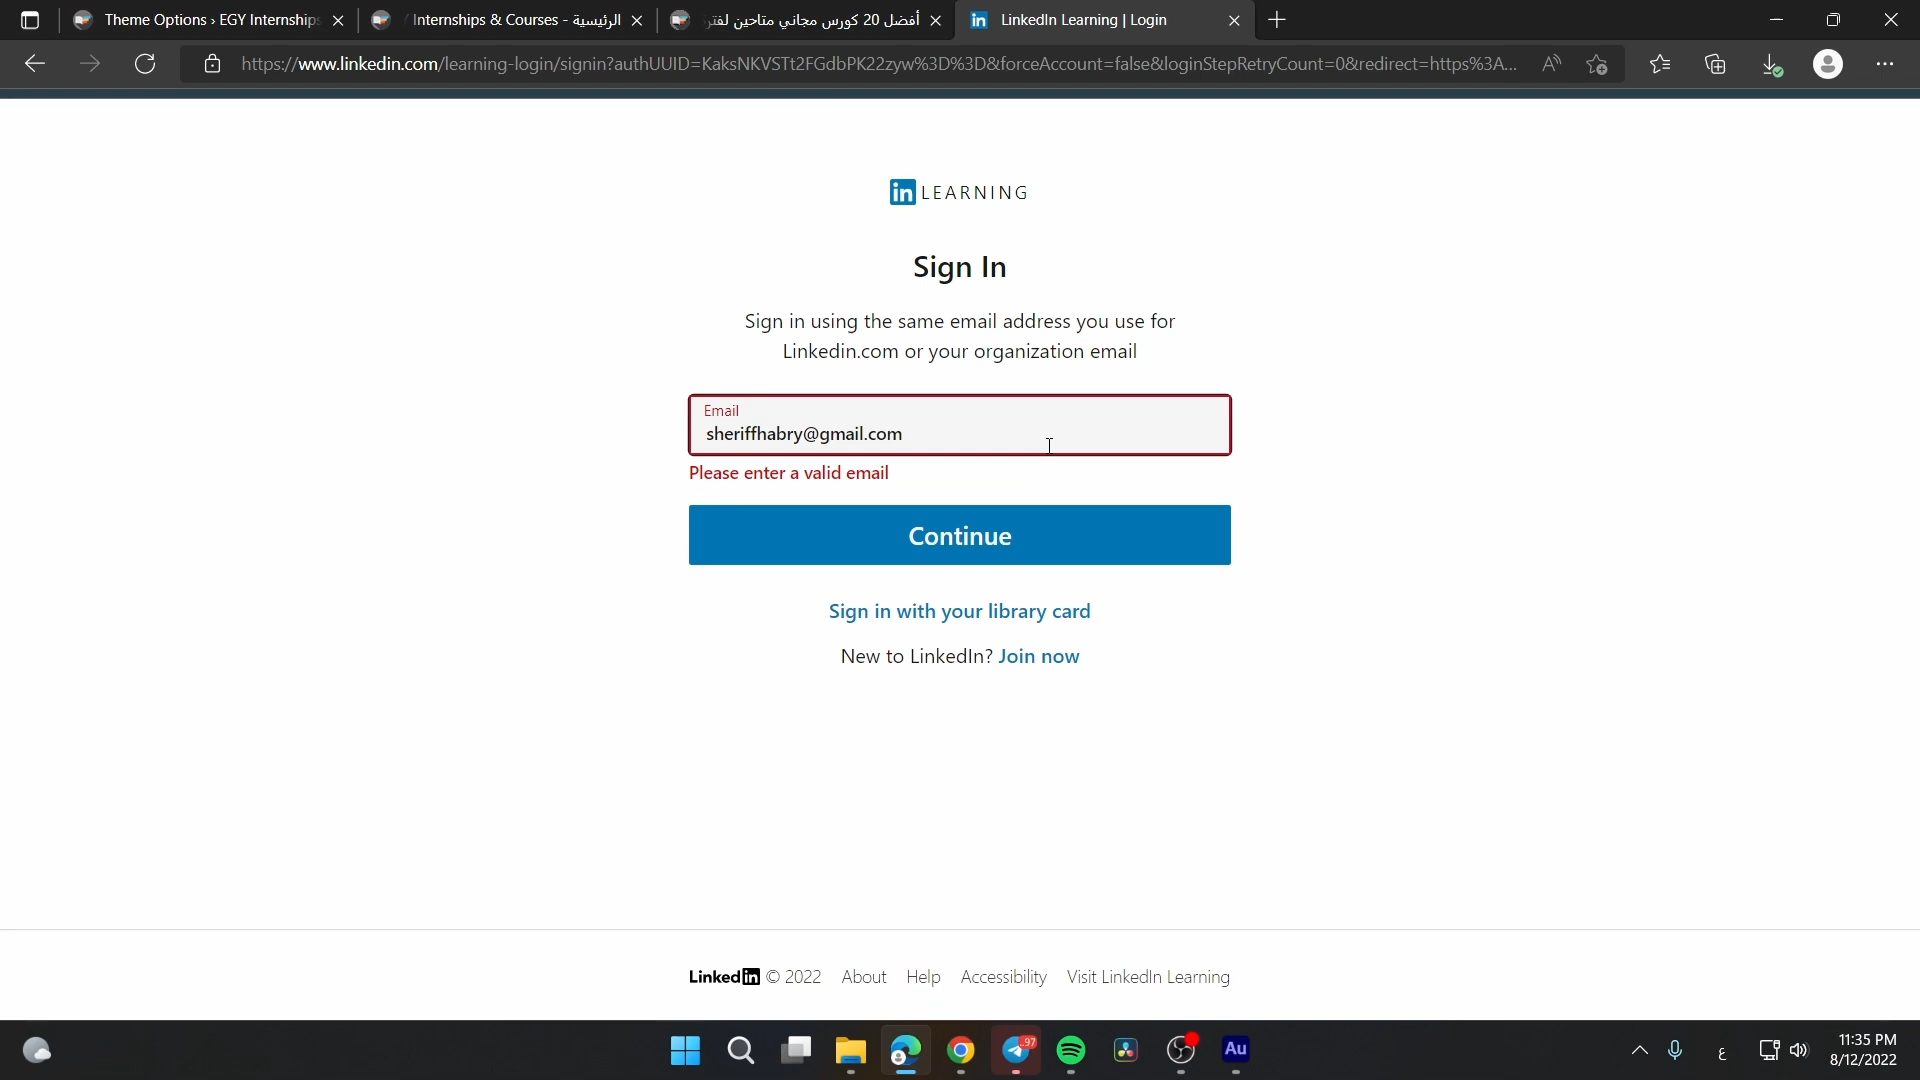 Theme Options › EGY Internships
Internships & Courses - الرئيسية
أفضل 20 كورس مجاني متاحين لفتر
LinkedIn Learning | Login
https://www.linkedin.com/learning-login/signin?authUUID=KaksNKVSTt2FGdbPK22zyw%3D%3D&forceAccount=false&loginStepRetryCount=0&redirect=https%3A...
in LEARNING
Sign In
Sign in using the same email address you use for
Linkedin.com or your organization email
Email
sheriffhabry@gmail.com
Please enter a valid email
Continue
Sign in with your library card
New to LinkedIn? Join now
Linked in © 2022 About Help Accessibility Visit LinkedIn Learning
97
Au
ع
11:35 PM
8/12/2022